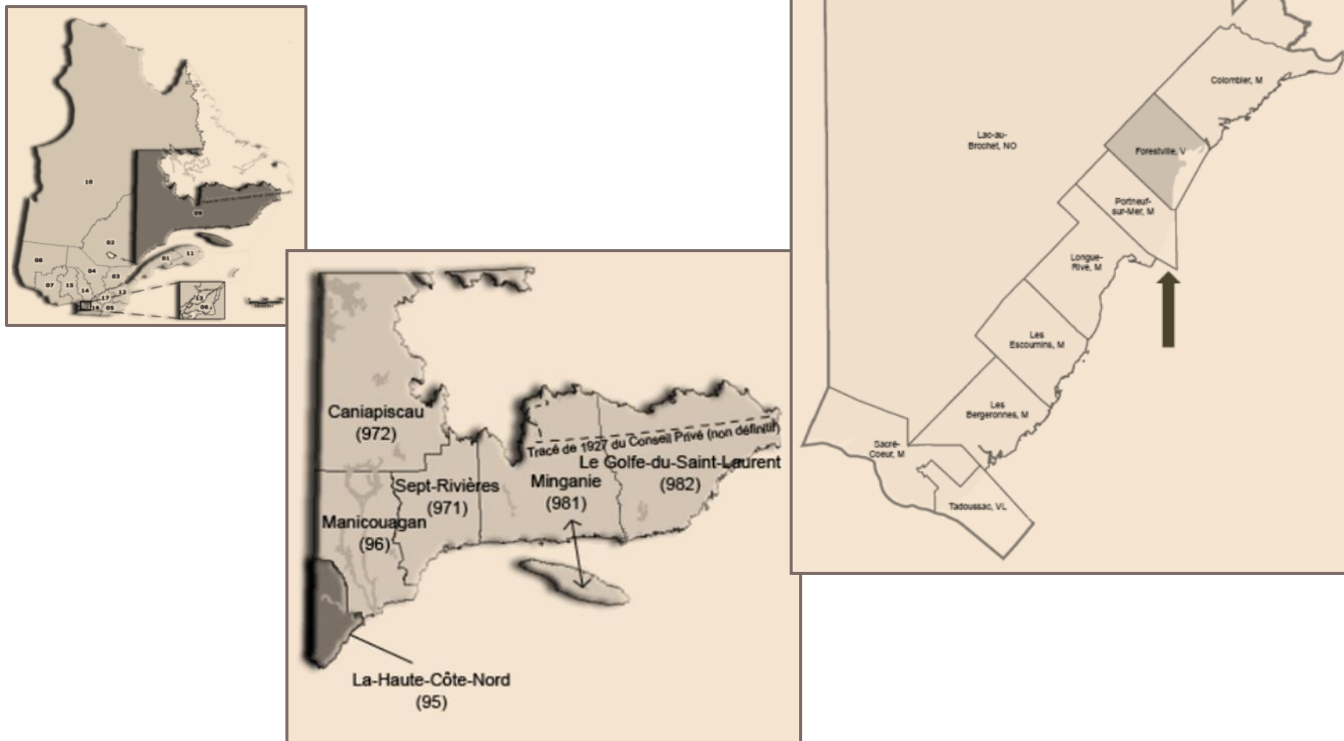 10
09
02
08
07
15
04
03
14
17
12
16
05
01
11
13
06
Caniapiscau
(972)
Tracé de 1927 du Conseil Privé (non définitif)
Le Golfe-du-Saint-Laurent
(982)
Sept-Rivières
(971)
Minganie
(981)
Manicouagan
(96)
La-Haute-Côte-Nord
(95)
Colombier, M
Lac-au-
Brochet, NO
Forestville, V
Portneuf-
sur-Mer, M
Longue-
Rive, M
Les
Escoumins, M
Les
Bergeronnes, M
Sacré-
Coeur, M
Tadoussac, VL